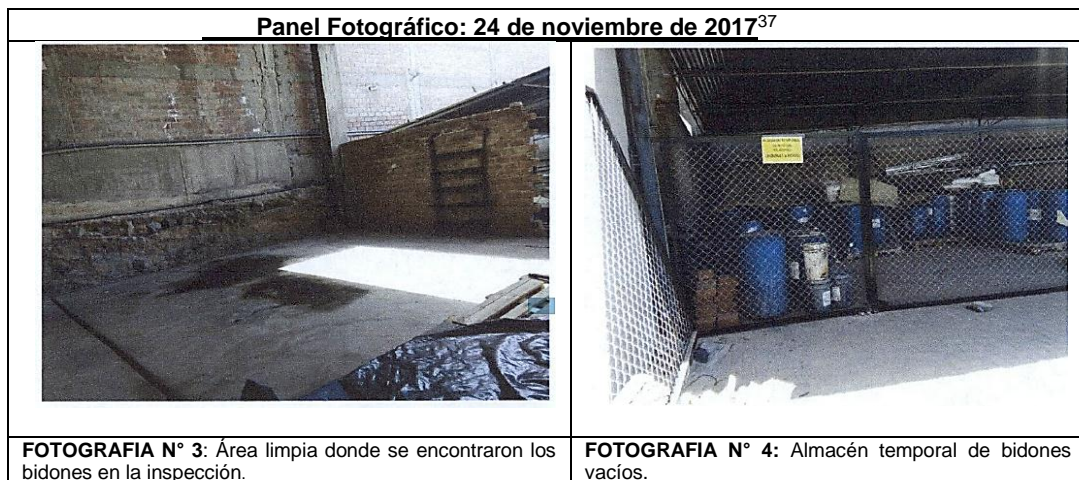 Panel Fotográfico: 24 de noviembre de 2017³⁷
FOTOGRAFIA N° 3: Área limpia donde se encontraron los
bidones en la inspección.
FOTOGRAFIA N° 4: Almacén temporal de bidones
vacíos.